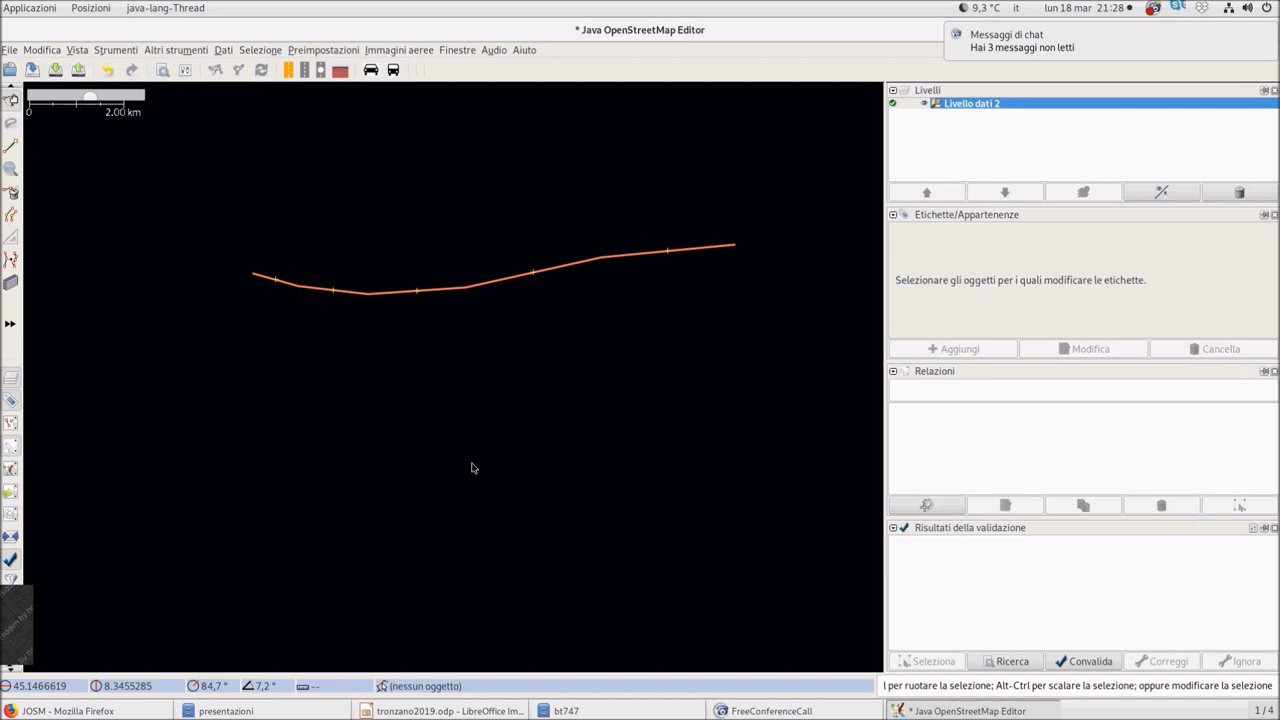 Applicazioni Posizioni java-lang-Thread 9,3 °C it lun 18 mar 21:28
* Java OpenStreetMap Editor
Messaggi di chat
Hai 3 messaggi non letti
File Modifica Vista Strumenti Altri strumenti Dati Selezione Preimpostazioni Immagini aeree Finestre Audio Aiuto
0 2.00 km
Livelli
Livello dati 2
Etichette/Appartenenze
Selezionare gli oggetti per i quali modificare le etichette.
Aggiungi Modifica Cancella
Relazioni
Risultati della validazione
Seleziona Ricerca Convalida Correggi Ignora
45.1466619 8.3455285 84,7° 7,2° -- (nessun oggetto) l per ruotare la selezione; Alt-Ctrl per scalare la selezione; oppure modificare la selezione
JOSM - Mozilla Firefox presentazioni tronzano2019.odp - LibreOffice Im... bt747 FreeConferenceCall * Java OpenStreetMap Editor 1 / 4